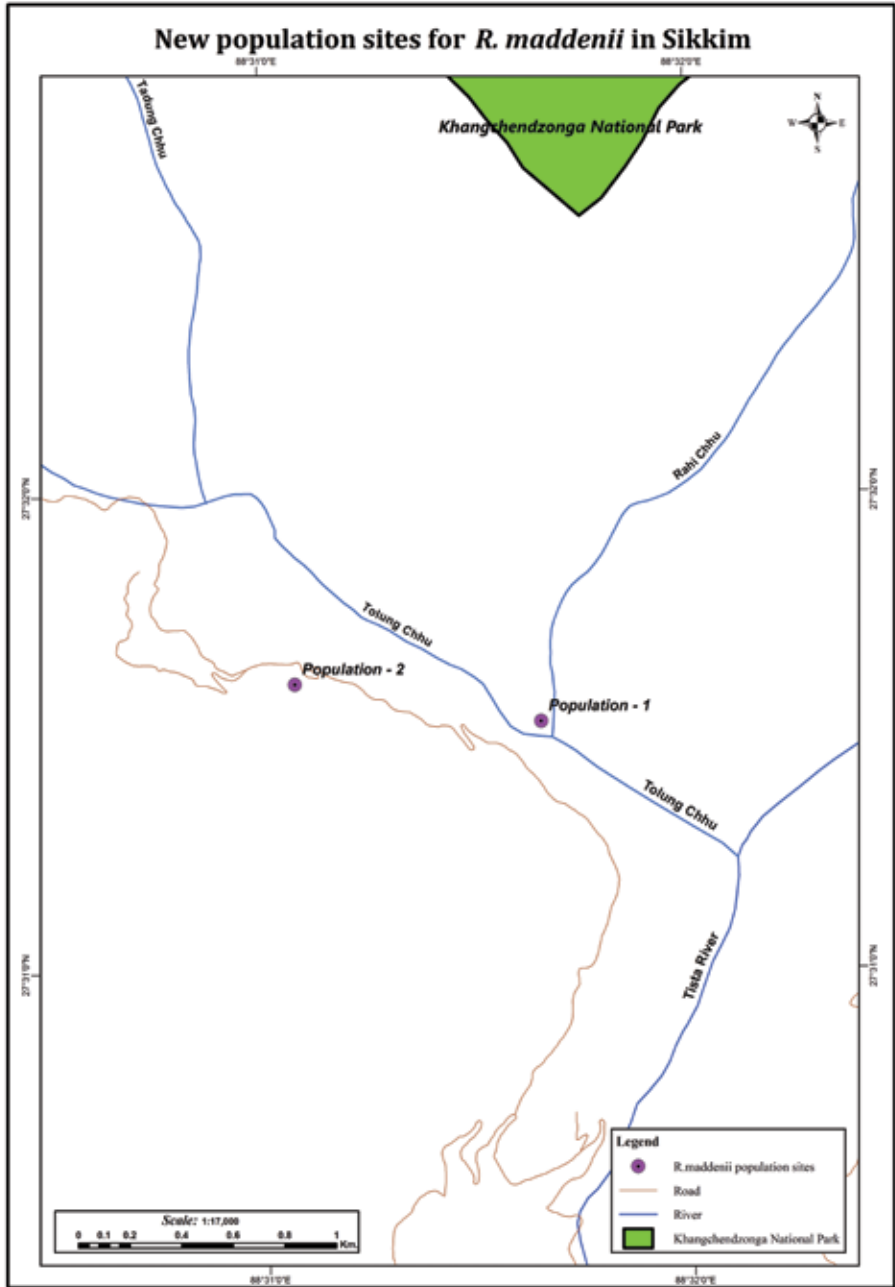 New population sites for R. maddenii in Sikkim
88°31'0"E
88°32'0"E
Tadung Chhu
Khangchendzonga National Park
N
W
E
S
Rahi Chhu
27°32'0"N
27°32'0"N
Tolung Chhu
Population - 2
Population - 1
Tolung Chhu
27°31'0"N
27°31'0"N
Tista River
Legend
R.maddenii population sites
Road
River
Khangchendzonga National Park
Scale: 1:17,000
0 0.1 0.2 0.4 0.6 0.8 1
Km.
88°31'0"E
88°32'0"E